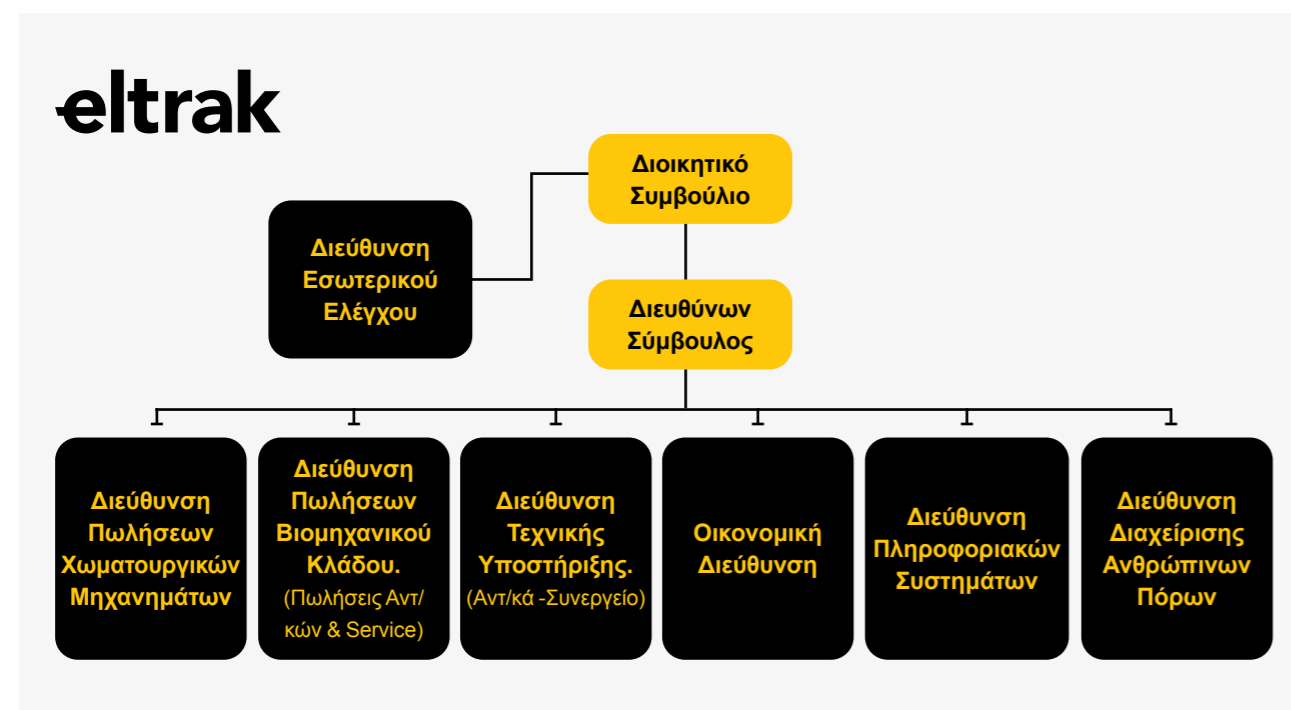 eltrak
Διοικητικό
Συμβούλιο
Διεύθυνση
Εσωτερικού
Ελέγχου
Διευθύνων
Σύμβουλος
Διεύθυνση
Πωλήσεων
Χωματουργικών
Μηχανημάτων
Διεύθυνση
Πωλήσεων
Βιομηχανικού
Κλάδου.
(Πωλήσεις Αντ/
κών & Service)
Διεύθυνση
Τεχνικής
Υποστήριξης.
(Αντ/κά -Συνεργείο)
Οικονομική
Διεύθυνση
Διεύθυνση
Πληροφοριακών
Συστημάτων
Διεύθυνση
Διαχείρισης
Ανθρώπινων
Πόρων